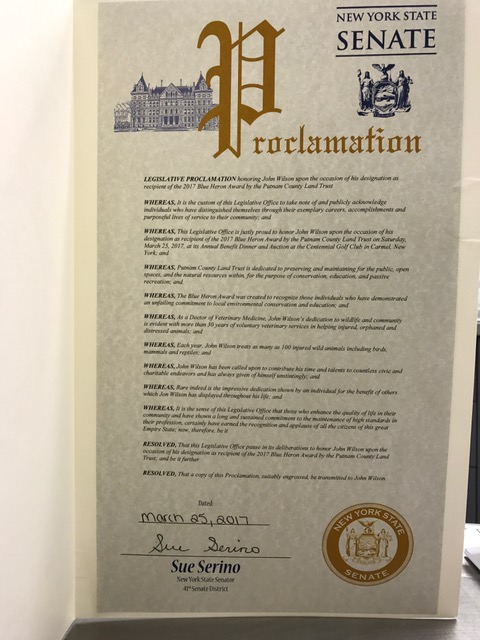 NEW YORK STATE
SENATE
Proclamation
LEGISLATIVE PROCLAMATION honoring John Wilson upon the occasion of his designation as
recipient of the 2017 Blue Heron Award by the Putnam County Land Trust
WHEREAS, It is the custom of this Legislative Office to take note of and publicly acknowledge
individuals who have distinguished themselves through their exemplary careers, accomplishments and
purposeful lives of service to their community; and
WHEREAS, This Legislative Office is justly proud to honor John Wilson upon the occasion of his
designation as recipient of the 2017 Blue Heron Award by the Putnam County Land Trust on Saturday,
March 25, 2017, at its Annual Benefit Dinner and Auction at the Centennial Golf Club in Carmel, New
York; and
WHEREAS, Putnam County Land Trust is dedicated to preserving and maintaining for the public, open
spaces, and the natural resources within, for the purpose of conservation, education, and passive
recreation; and
WHEREAS, The Blue Heron Award was created to recognize those individuals who have demonstrated
an unfailing commitment to local environmental conservation and education; and
WHEREAS, As a Doctor of Veterinary Medicine, John Wilson's dedication to wildlife and community
is evident with more than 30 years of voluntary veterinary services in helping injured, orphaned and
distressed animals; and
WHEREAS, Each year, John Wilson treats as many as 100 injured wild animals including birds,
mammals and reptiles; and
WHEREAS, John Wilson has been called upon to contribute his time and talents to countless civic and
charitable endeavors and has always given of himself unstintingly; and
WHEREAS, Rare indeed is the impressive dedication shown by an individual for the benefit of others
which Jon Wilson has displayed throughout his life, and
WHEREAS, It is the sense of this Legislative Office that those who enhance the quality of life in their
community and have shown a long and sustained commitment to the maintenance of high standards in
their profession, certainly have earned the recognition and applause of all the citizens of this great
Empire State; now, therefore, be it
RESOLVED, That this Legislative Office pause in its deliberations to honor John Wilson upon the
occasion of his designation as recipient of the 2017 Blue Heron Award by the Putnam County Land
Trust; and be it further
RESOLVED, That a copy of this Proclamation, suitably engrossed, be transmitted to John Wilson.
Dated:
March 25, 2017
Sue Serino
Sue Serino
New York State Senator
41st Senate District
NEW YORK STATE
SENATE